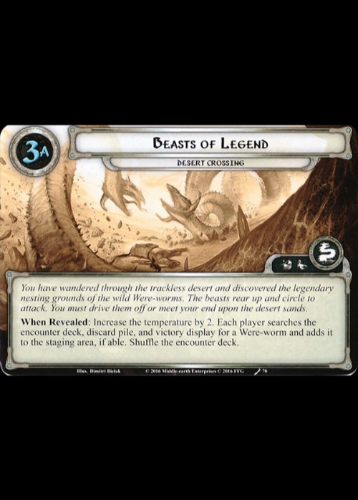 3A
BEASTS OF LEGEND
DESERT CROSSING
You have wandered through the trackless desert and discovered the legendary
nesting grounds of the wild Were-worms. The beasts rear up and circle to
attack. You must drive them off or meet your end upon the desert sands.
When Revealed: Increase the temperature by 2. Each player searches the
encounter deck, discard pile, and victory display for a Were-worm and adds it
to the staging area, if able. Shuffle the encounter deck.
Illus. Dimitri Bielak © 2016 Middle-earth Enterprises © 2016 FFG 70